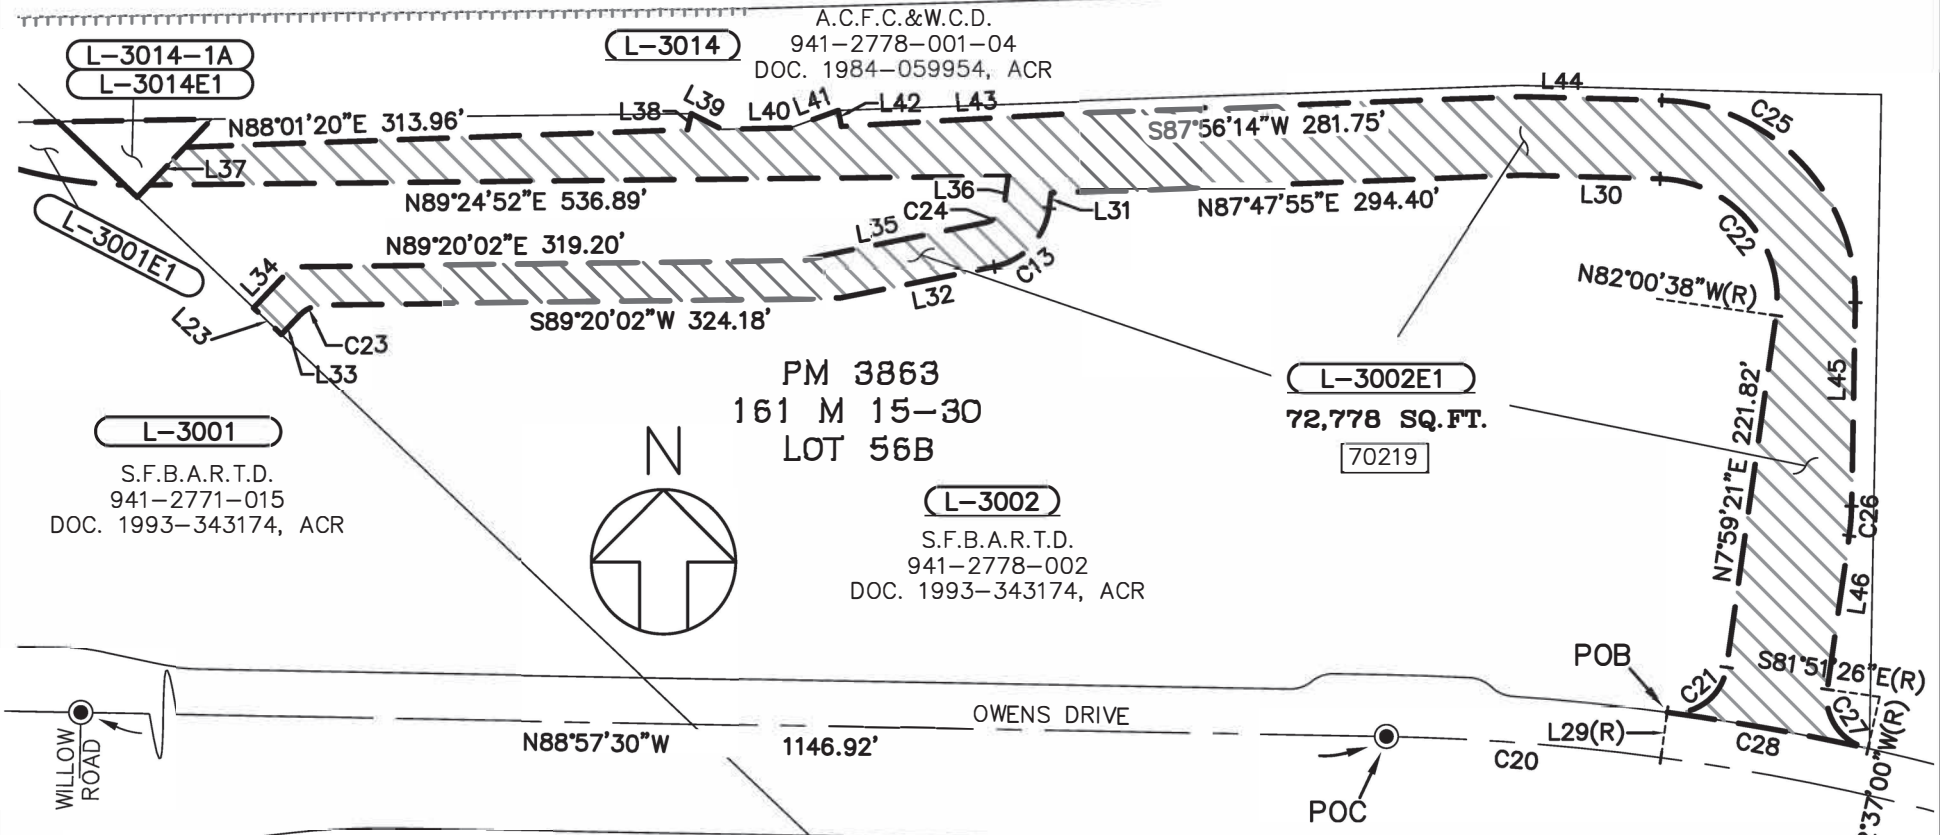 A.C.F.C.&W.C.D.
941-2778-001-04
DOC. 1984-059954, ACR
L-3014
L-3014-1A
L-3014E1
N88°01'20"E 313.96'
L38
L39
L40
L41
L42
L43
S87°56'14"W 281.75'
L44
C25
L37
N89°24'52"E 536.89'
L36
C24
L31
N87°47'55"E 294.40'
L30
C22
L-3001E1
N89°20'02"E 319.20'
L35
C13
L32
L34
L23
S89°20'02"W 324.18'
C23
L33
N82°00'38"W(R)
PM 3863
161 M 15-30
LOT 56B
L-3002E1
72,778 SQ.FT.
70219
L45
N7°59'21"E 221.82'
L-3001
S.F.B.A.R.T.D.
941-2771-015
DOC. 1993-343174, ACR
N
L-3002
S.F.B.A.R.T.D.
941-2778-002
DOC. 1993-343174, ACR
C26
L46
POB
S81°51'26"E(R)
C21
C27
OWENS DRIVE
N88°57'30"W 1146.92'
L29(R)
C28
C20
WILLOW
ROAD
POC
37'00"W(R)